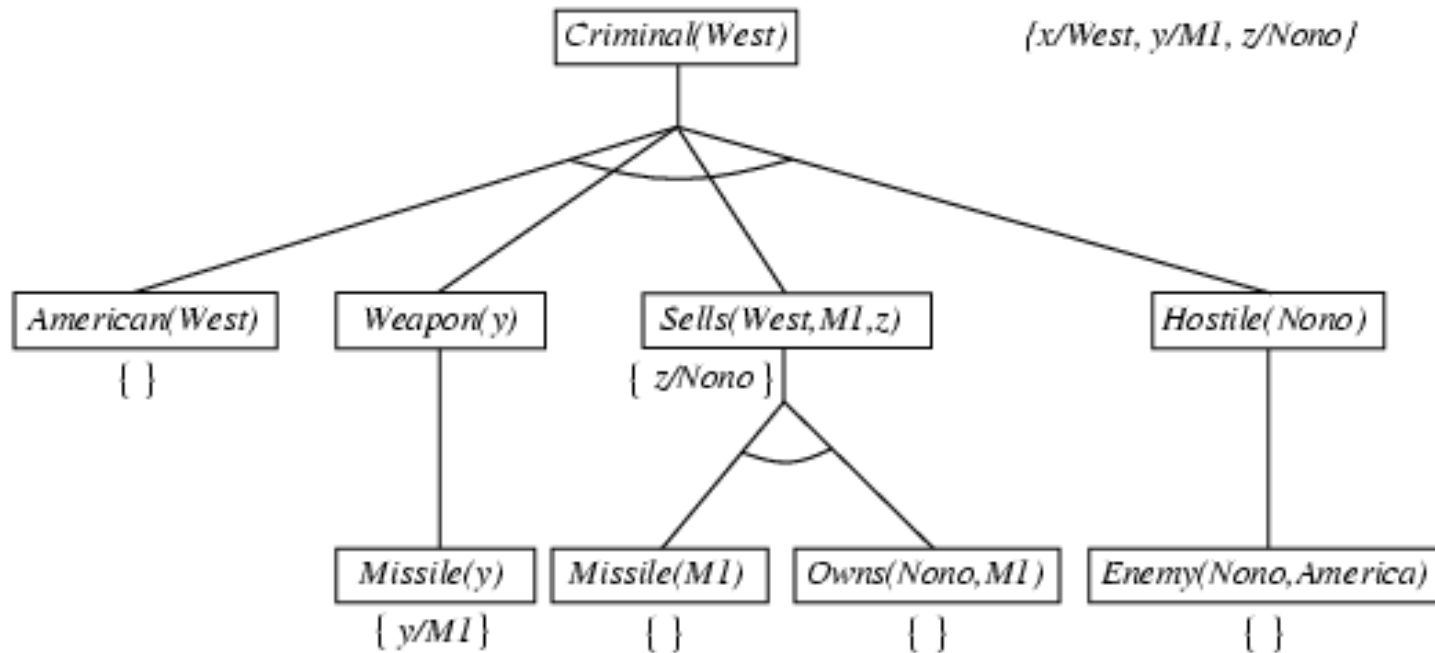 Criminal(West) {x/West, y/M1, z/Nono}
American(West) Weapon(y) Sells(West,M1,z) Hostile(Nono)
{ } { z/Nono }
Missile(y) Missile(M1) Owns(Nono,M1) Enemy(Nono,America)
{ y/M1 } { } { } { }